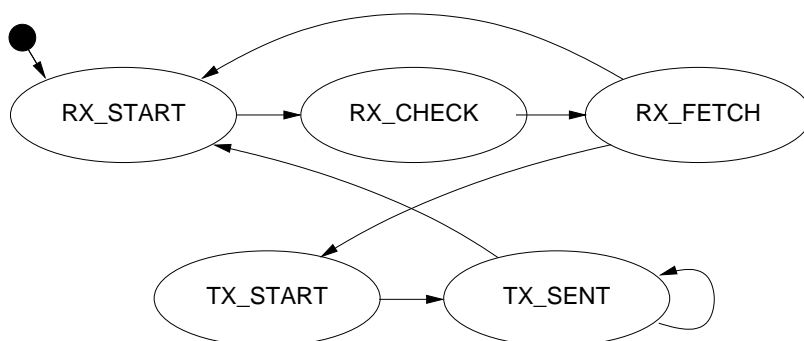 RX_START
RX_CHECK
RX_FETCH
TX_START
TX_SENT